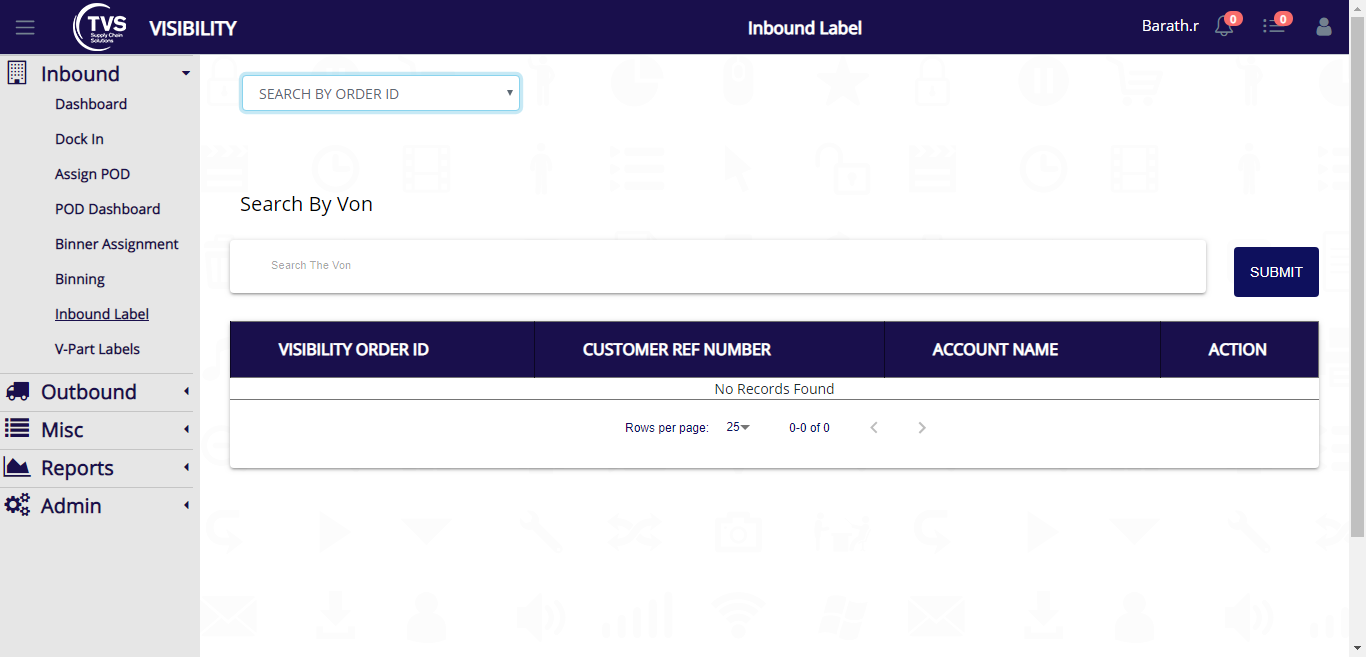 TVS
Supply Chain
Solutions
VISIBILITY
Inbound Label
Barath.r
0
0
Inbound
Dashboard
Dock In
Assign POD
POD Dashboard
Binner Assignment
Binning
Inbound Label
V-Part Labels
Outbound
Misc
Reports
Admin
SEARCH BY ORDER ID
Search By Von
Search The Von
SUBMIT
VISIBILITY ORDER ID CUSTOMER REF NUMBER ACCOUNT NAME ACTION
No Records Found
Rows per page: 25 0-0 of 0